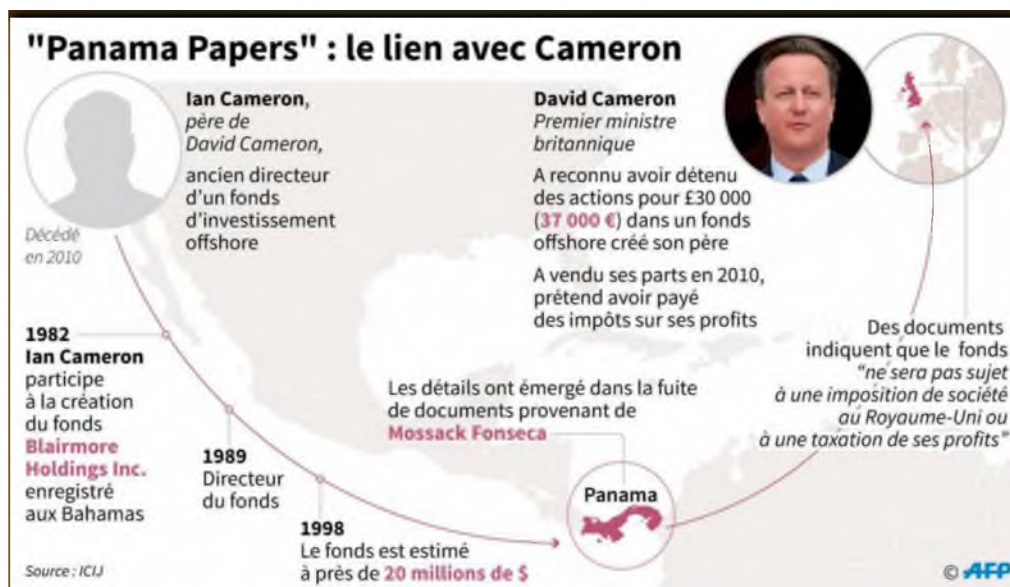 "Panama Papers" : le lien avec Cameron
Ian Cameron,
père de
David Cameron,
ancien directeur
d'un fonds
d'investissement
offshore
Décédé
en 2010
David Cameron
Premier ministre
britannique
A reconnu avoir détenu
des actions pour £30 000
(37 000 €) dans un fonds
offshore créé son père
A vendu ses parts en 2010,
prétend avoir payé
des impôts sur ses profits
1982
Ian Cameron
participe
à la création
du fonds
Blairmore
Holdings Inc.
enregistré
aux Bahamas
1989
Directeur
du fonds
1998
Le fonds est estimé
à près de 20 millions de $
Les détails ont émergé dans la fuite
de documents provenant de
Mossack Fonseca
Panama
Des documents
indiquent que le fonds
"ne sera pas sujet
à une imposition de société
au Royaume-Uni ou
à une taxation de ses profits"
Source : ICIJ
© AFP